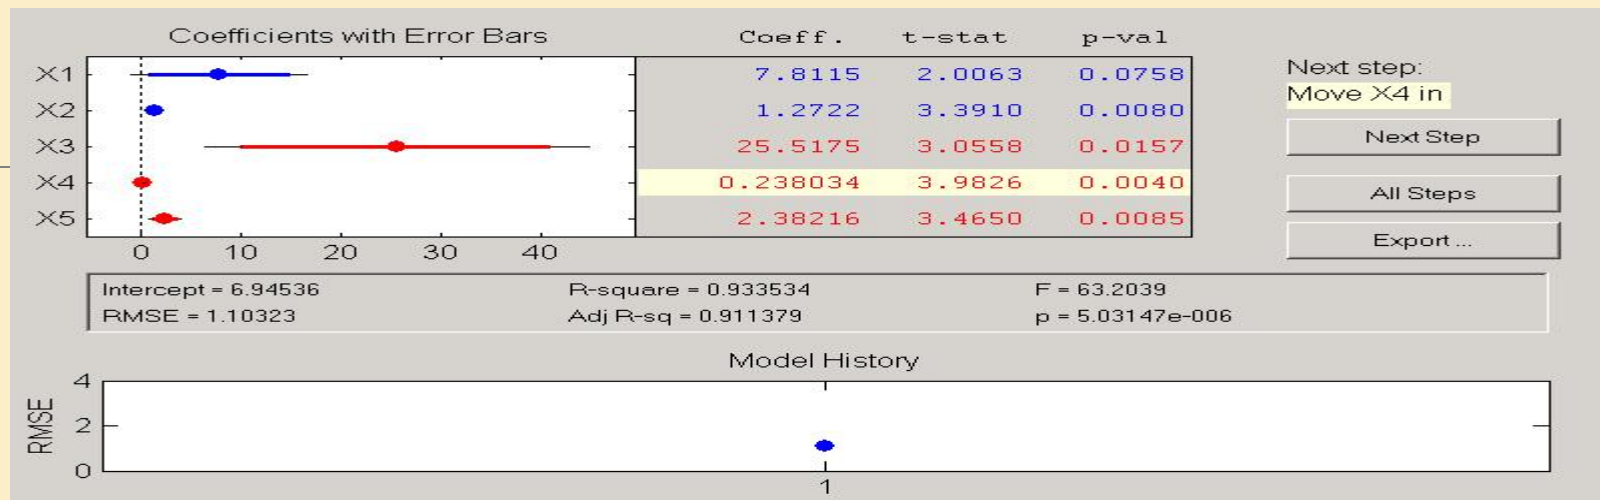 Coefficients with Error Bars Coeff. t-stat p-val
X1 7.8115 2.0063 0.0758
X2 1.2722 3.3910 0.0080
X3 25.5175 3.0558 0.0157
X4 0.238034 3.9826 0.0040
X5 2.38216 3.4650 0.0085
0 10 20 30 40
Next step:
Move X4 in
Next Step
All Steps
Export ...
Intercept = 6.94536 R-square = 0.933534 F = 63.2039
RMSE = 1.10323 Adj R-sq = 0.911379 p = 5.03147e-006
Model History
RMSE
4
2
0
1